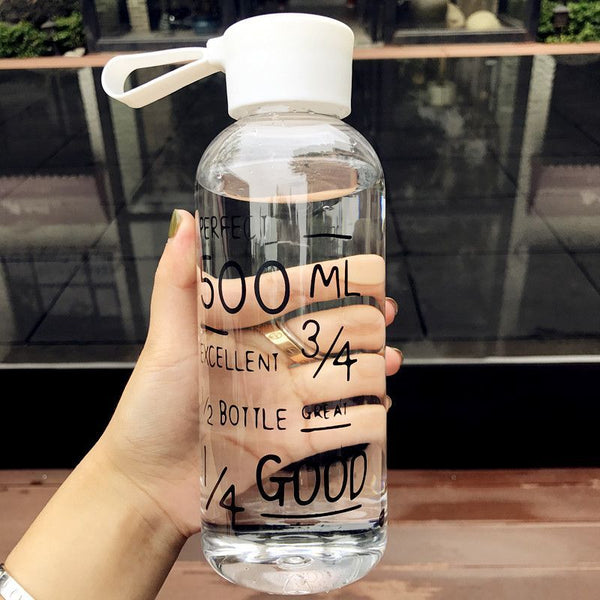 PERFECT
500 ML
EXCELLENT 3/4
1/2 BOTTLE GREAT
1/4 GOOD